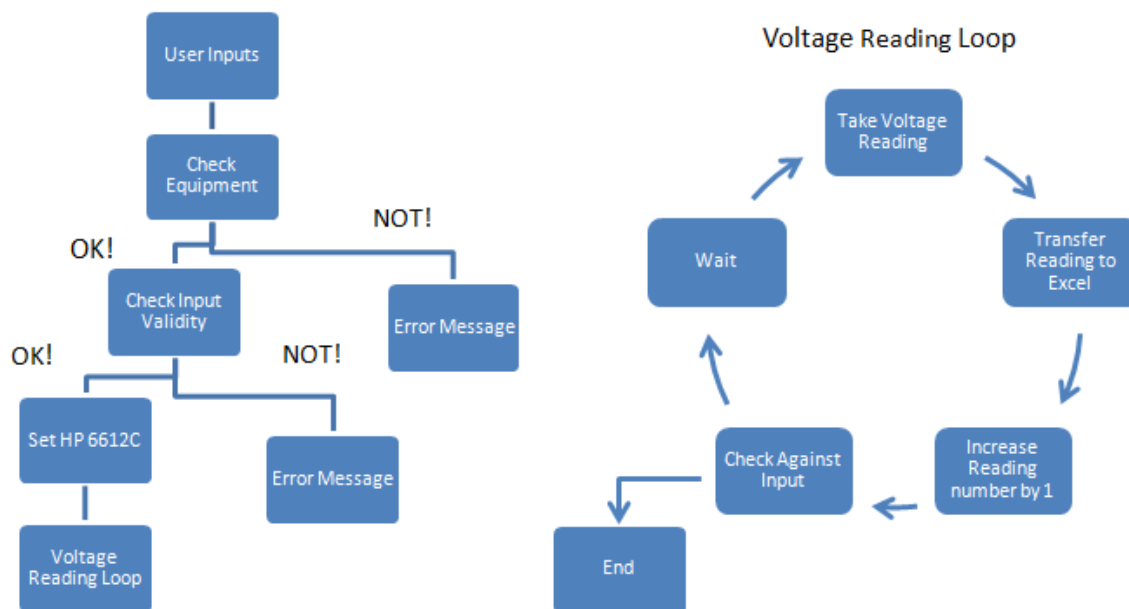 User Inputs
Check
Equipment
OK!
NOT!
Check Input
Validity
Error Message
OK!
NOT!
Set HP 6612C
Error Message
Voltage
Reading Loop
Voltage Reading Loop
Take Voltage
Reading
Transfer
Reading to
Excel
Increase
Reading
number by 1
Check Against
Input
Wait
End